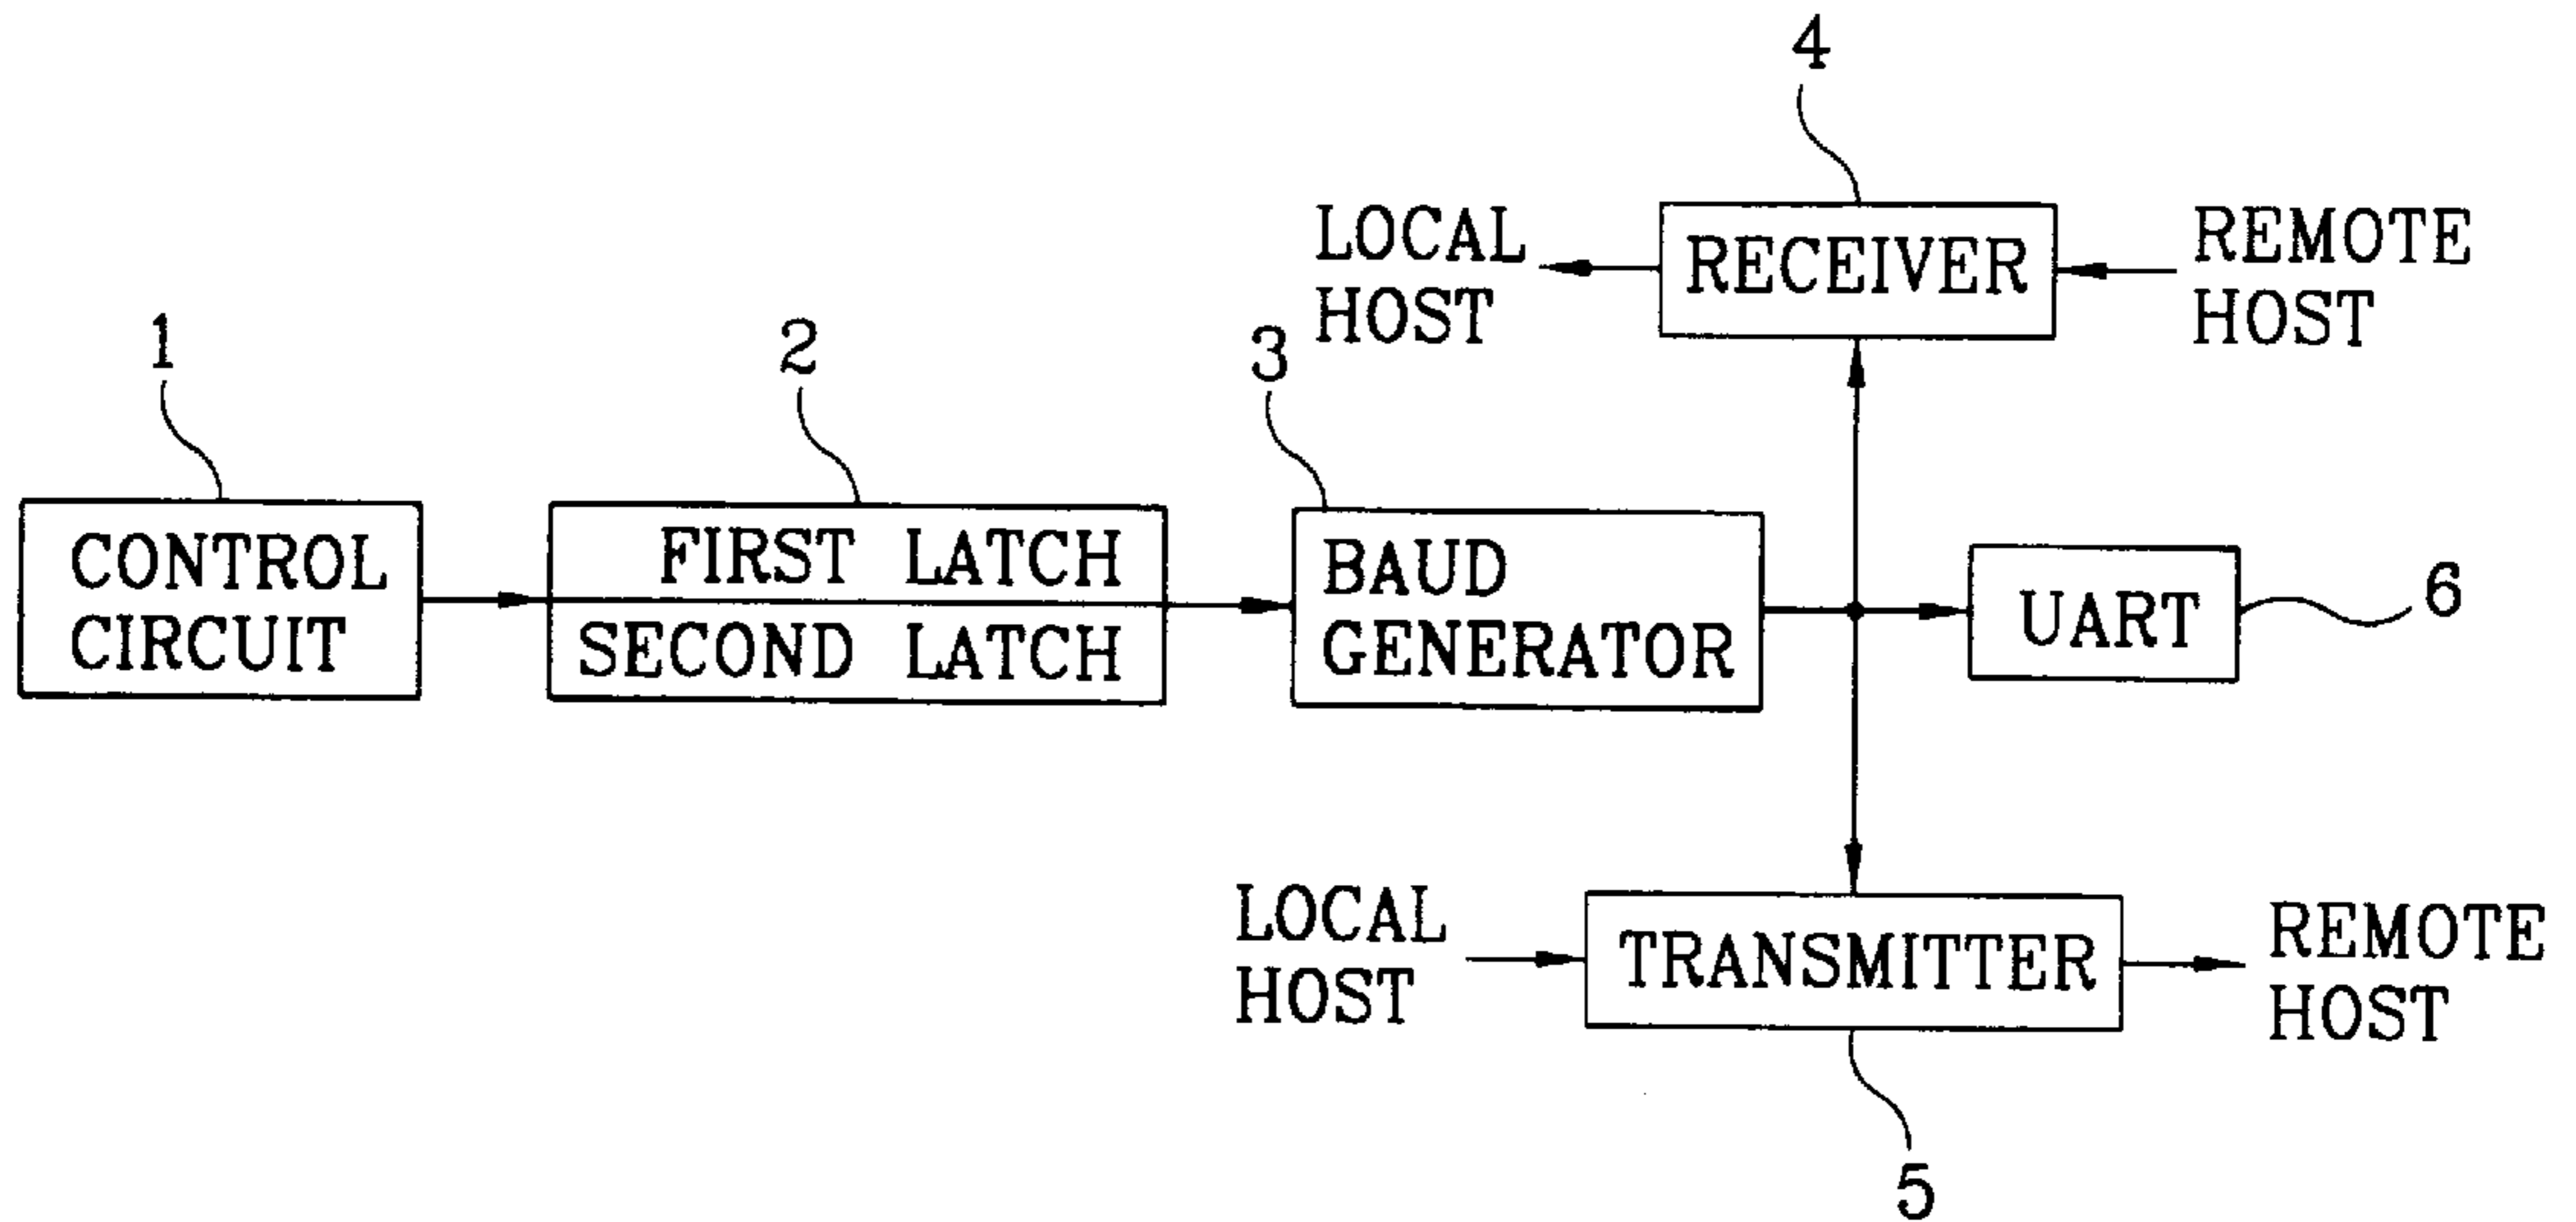 4
LOCAL
HOST
RECEIVER
REMOTE
HOST
1
2
3
CONTROL
CIRCUIT
FIRST LATCH
SECOND LATCH
BAUD
GENERATOR
UART
6
LOCAL
HOST
TRANSMITTER
REMOTE
HOST
5